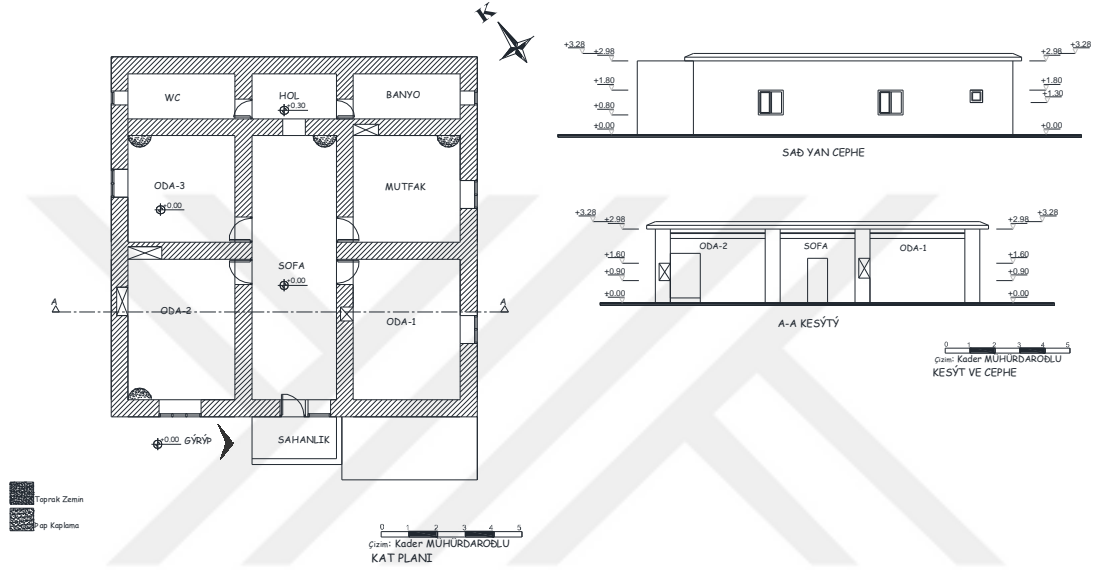 K
WC
HOL
+0.30
BANYO
ODA-3
+0.00
MUTFAK
SOFA
+0.00
A
ODA-2
ODA-1
A
+0.00
GÝRÝÞ
SAHANLIK
Toprak Zemin
Þap Kaplama
0 1 2 3 4 5
Çizim: Kader MÜHÜRDAROÐLU
KAT PLANI
+3.28
+2.98
+1.80
+0.80
+0.00
+2.98
+3.28
+1.80
+1.30
+0.00
SAÐ YAN CEPHE
+3.28
+2.98
+1.60
+0.90
+0.00
ODA-2
SOFA
ODA-1
+2.98
+3.28
+1.60
+0.90
+0.00
A-A KESÝTÝ
0 1 2 3 4 5
Çizim: Kader MÜHÜRDAROÐLU
KESÝT VE CEPHE